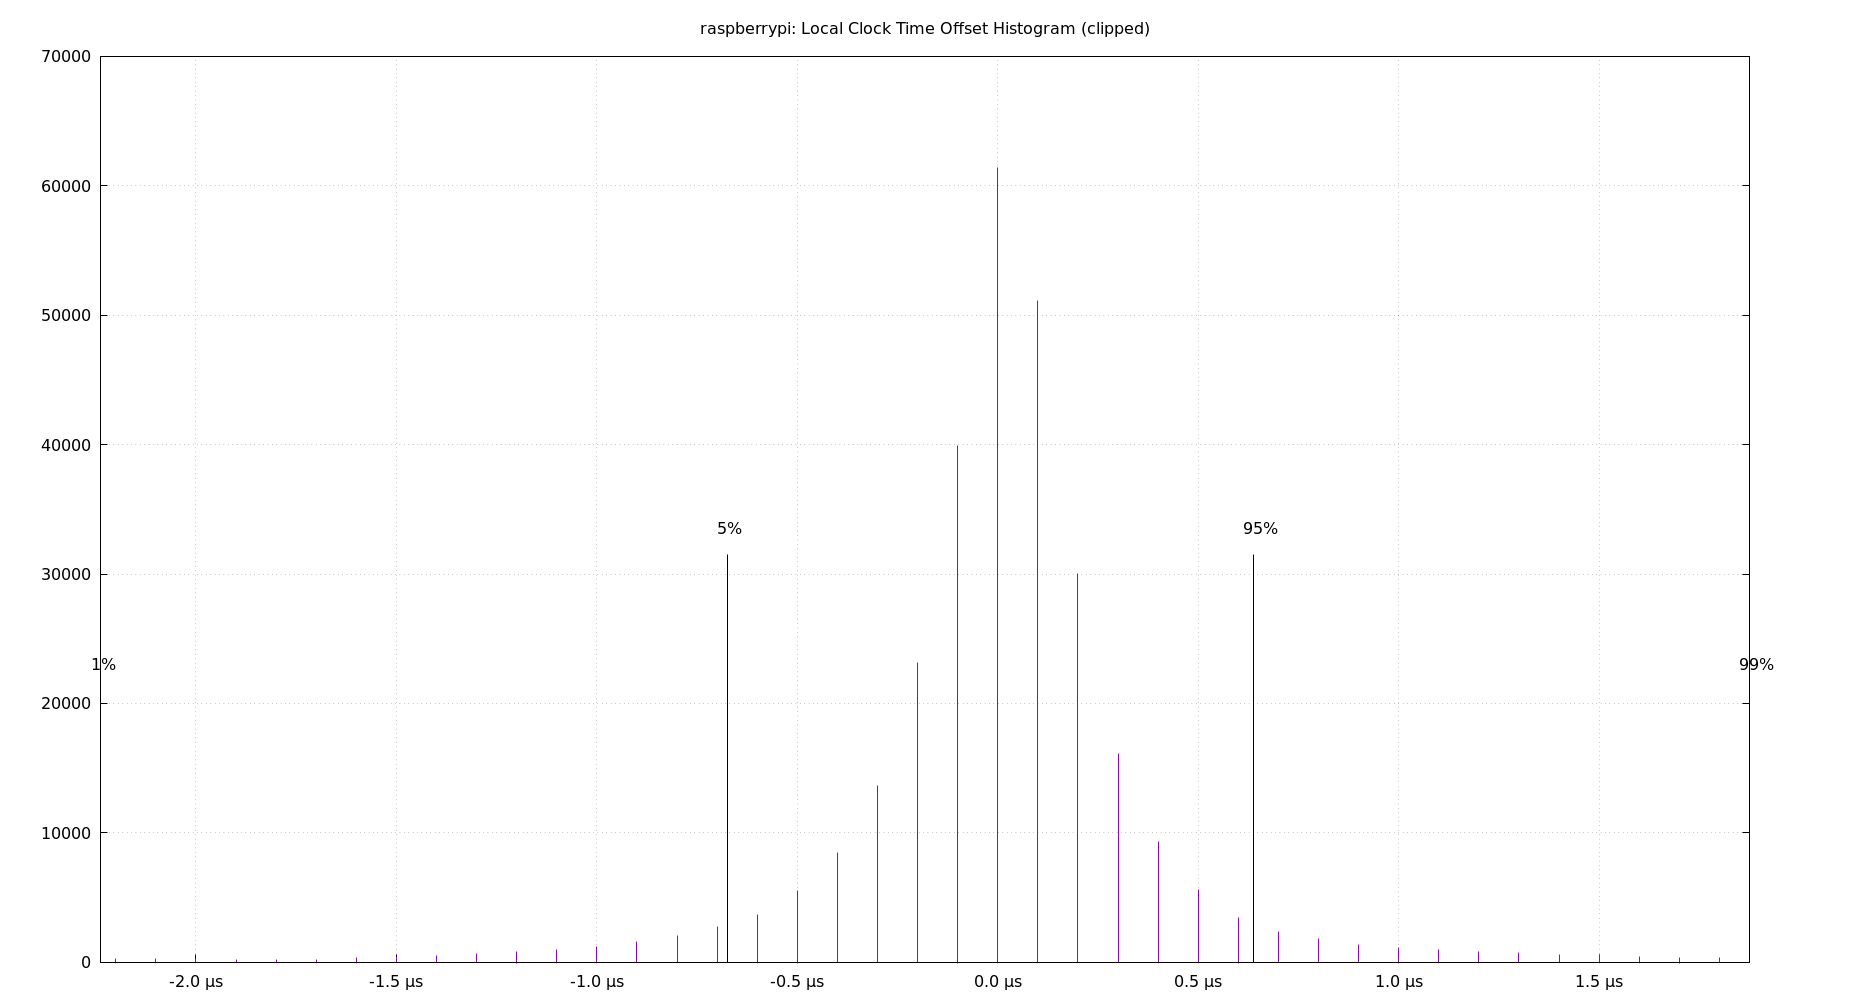 raspberrypi: Local Clock Time Offset Histogram (clipped)
70000
60000
50000
40000
5%
95%
30000
1%
99%
20000
10000
0
-2.0 µs
-1.5 µs
-1.0 µs
-0.5 µs
0.0 µs
0.5 µs
1.0 µs
1.5 µs